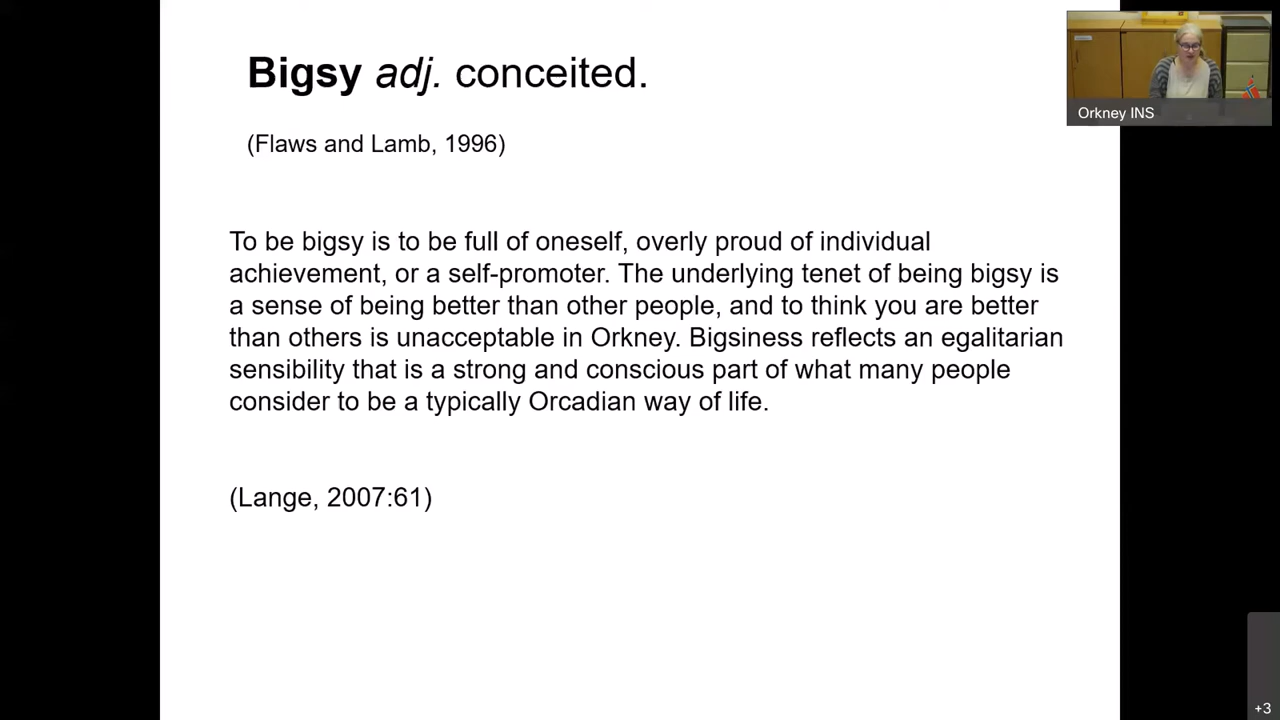 Bigsy adj. conceited.
(Flaws and Lamb, 1996)
To be bigsy is to be full of oneself, overly proud of individual
achievement, or a self-promoter. The underlying tenet of being bigsy is
a sense of being better than other people, and to think you are better
than others is unacceptable in Orkney. Bigsiness reflects an egalitarian
sensibility that is a strong and conscious part of what many people
consider to be a typically Orcadian way of life.
(Lange, 2007:61)
Orkney INS
+3